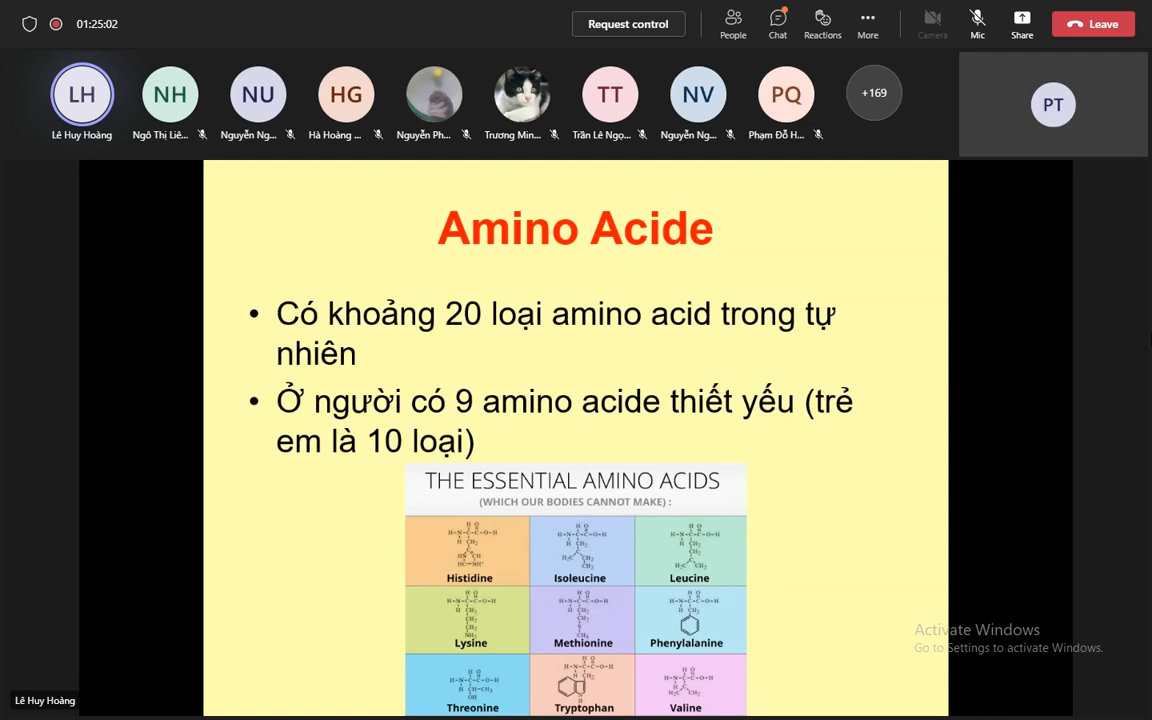 01:25:02
Request control
People
Chat
Reactions
More
Camera
Mic
Share
Leave
LH
NH
NU
HG
TT
NV
PQ
+169
PT
Lê Huy Hoàng
Ngô Thị Liê...
Nguyễn Ng...
Hà Hoàng ...
Nguyễn Ph...
Trương Min...
Trần Lê Ngọ...
Nguyễn Ng...
Phạm Đỗ H...
Amino Acide
• Có khoảng 20 loại amino acid trong tự
nhiên
• Ở người có 9 amino acide thiết yếu (trẻ
em là 10 loại)
THE ESSENTIAL AMINO ACIDS
(WHICH OUR BODIES CANNOT MAKE) :
Histidine
Isoleucine
Leucine
Lysine
Methionine
Phenylalanine
Threonine
Tryptophan
Valine
Activate Windows
Go to Settings to activate Windows.
Lê Huy Hoàng